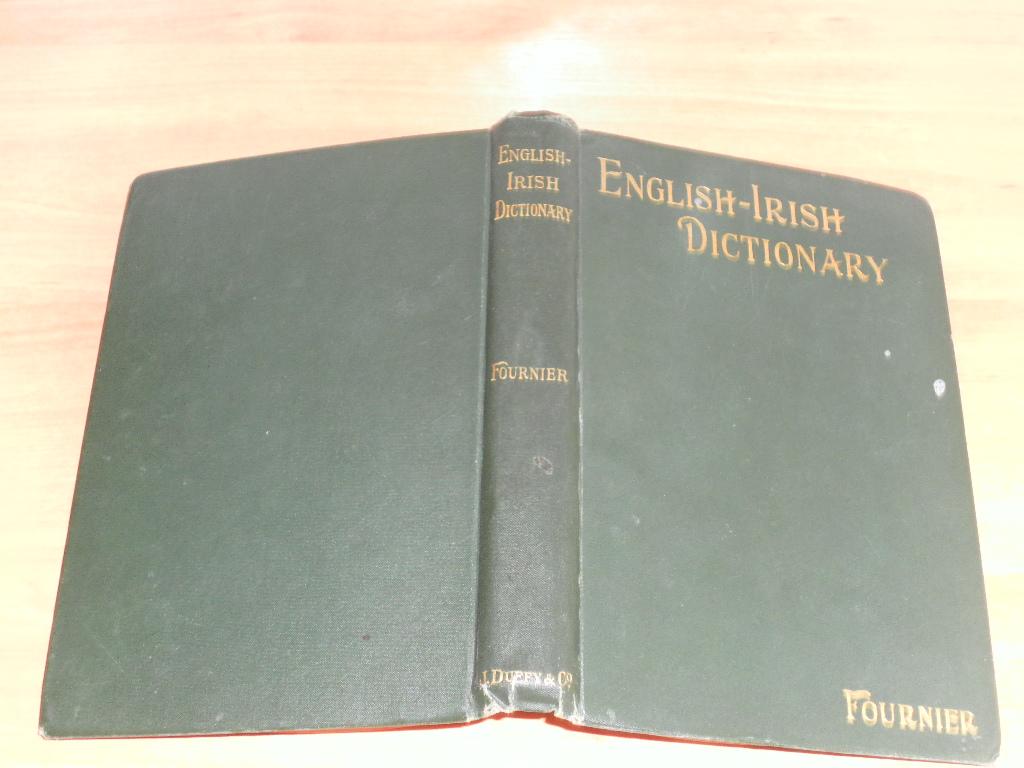 English-
Irish
Dictionary
Fournier
J. Duffy & Co.
English-Irish
Dictionary
Fournier